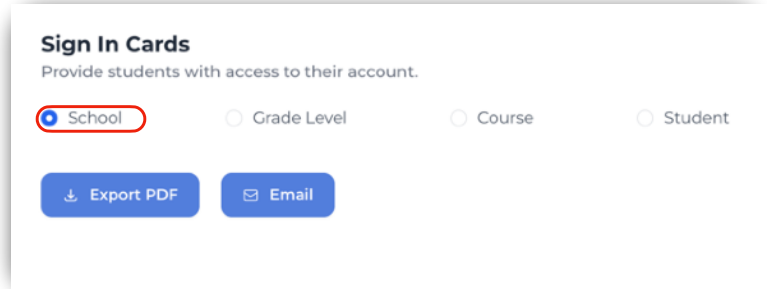 Sign In Cards
Provide students with access to their account.
School Grade Level Course Student
Export PDF Email